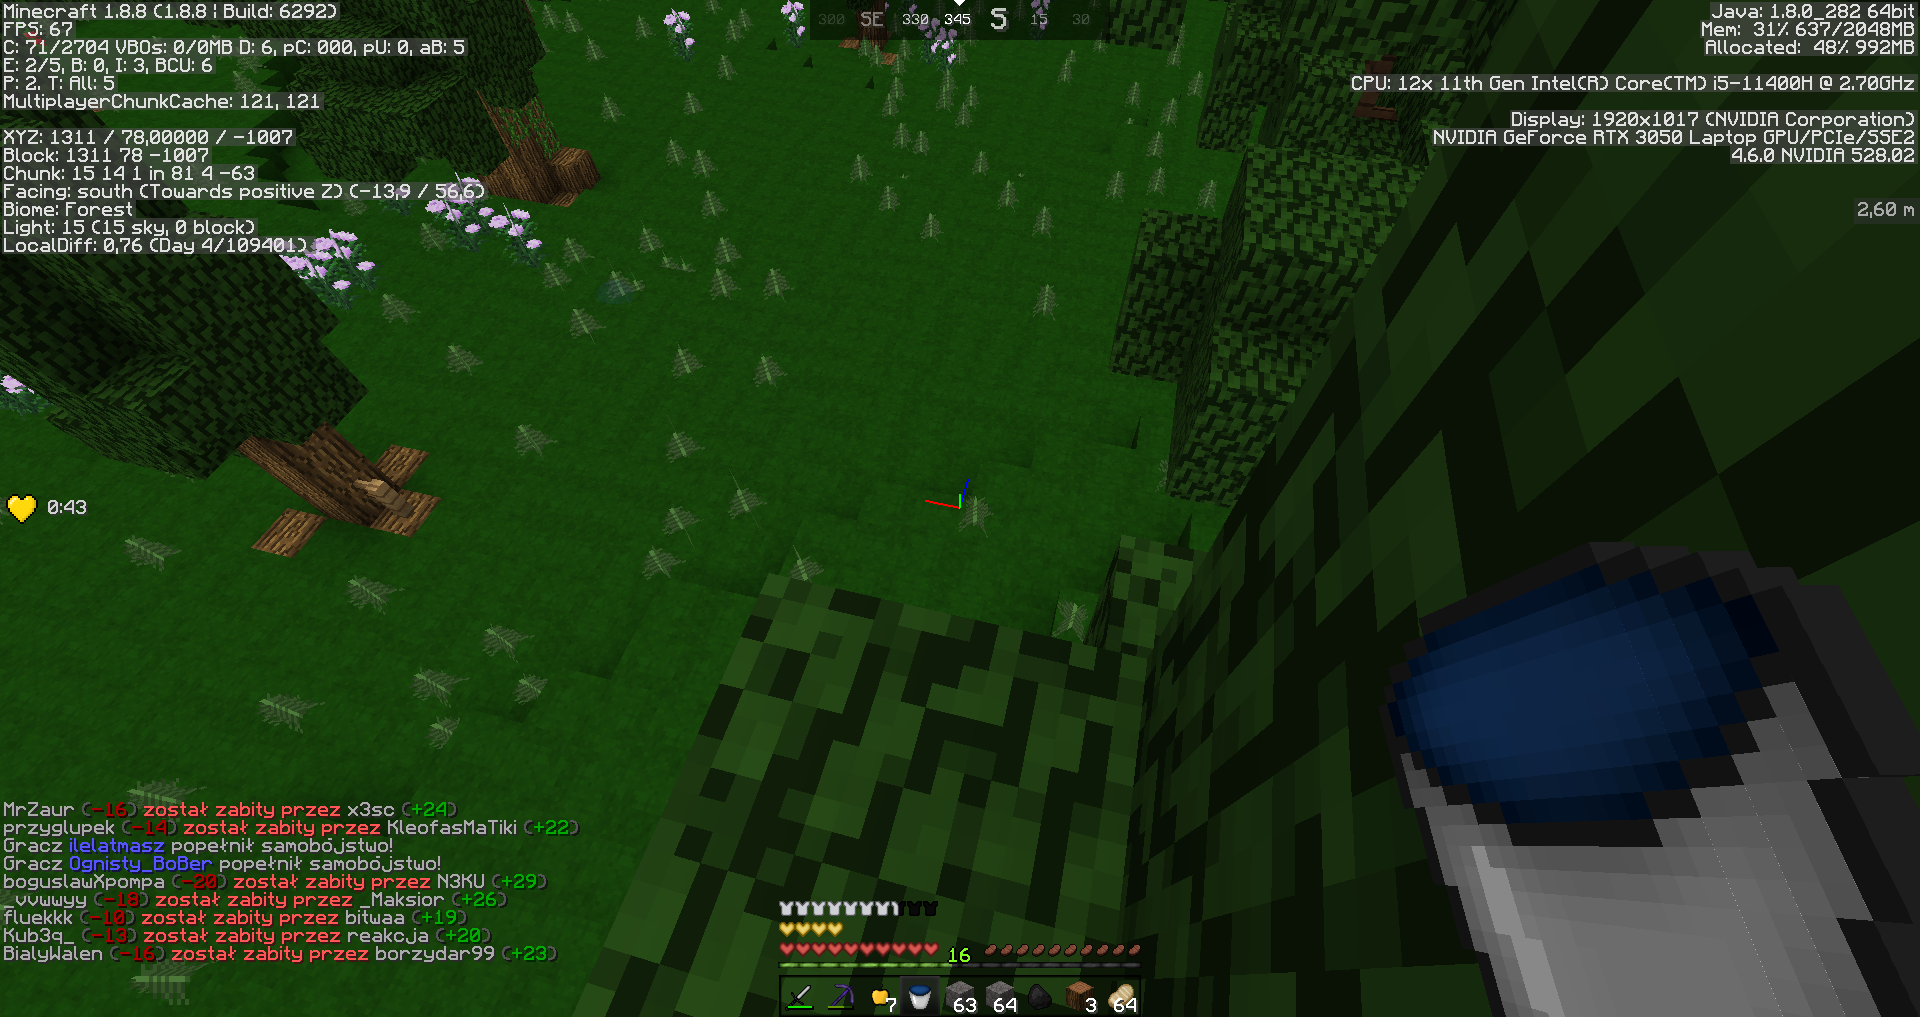 Minecraft 1.8.8 (1.8.8 ¦ Build: 6292)
FPS: 67
C: 71/2704 VBOs: 0/0MB D: 6, pC: 000, pU: 0, aB: 5
E: 2/5, B: 0, I: 3, BCU: 6
P: 2. T: All: 5
MultiplayerChunkCache: 121, 121
XYZ: 1311 / 78,00000 / -1007
Block: 1311 78 -1007
Chunk: 15 14 1 in 81 4 -63
Facing: south (Towards positive Z) (-13,9 / 56,6)
Biome: Forest
Light: 15 (15 sky, 0 block)
LocalDiff: 0,76 (Day 4/109401)
300 SE 330 345 S 15 30
Java: 1.8.0_282 64bit
Mem: 31% 637/2048MB
Allocated: 48% 992MB
CPU: 12x 11th Gen Intel(R) Core(TM) i5-11400H @ 2.70GHz
Display: 1920x1017 (NVIDIA Corporation)
NVIDIA GeForce RTX 3050 Laptop GPU/PCIe/SSE2
4.6.0 NVIDIA 528.02
2,60 m
0:43
MrZaur (-16) został zabity przez x3sc (+24)
przyglupek (-14) został zabity przez KleofasMaTiki (+22)
Gracz ilelatmasz popełnił samobójstwo!
Gracz Ognisty_BoBer popełnił samobójstwo!
boguslawXpompa (-20) został zabity przez N3KU (+29)
_vvwwyy (-18) został zabity przez _Maksior (+26)
fluekkk (-10) został zabity przez bitwaa (+19)
Kub3q_ (-13) został zabity przez reakcja (+20)
BialyWalen (-16) został zabity przez borzydar99 (+23)
16
7 63 64 3 64